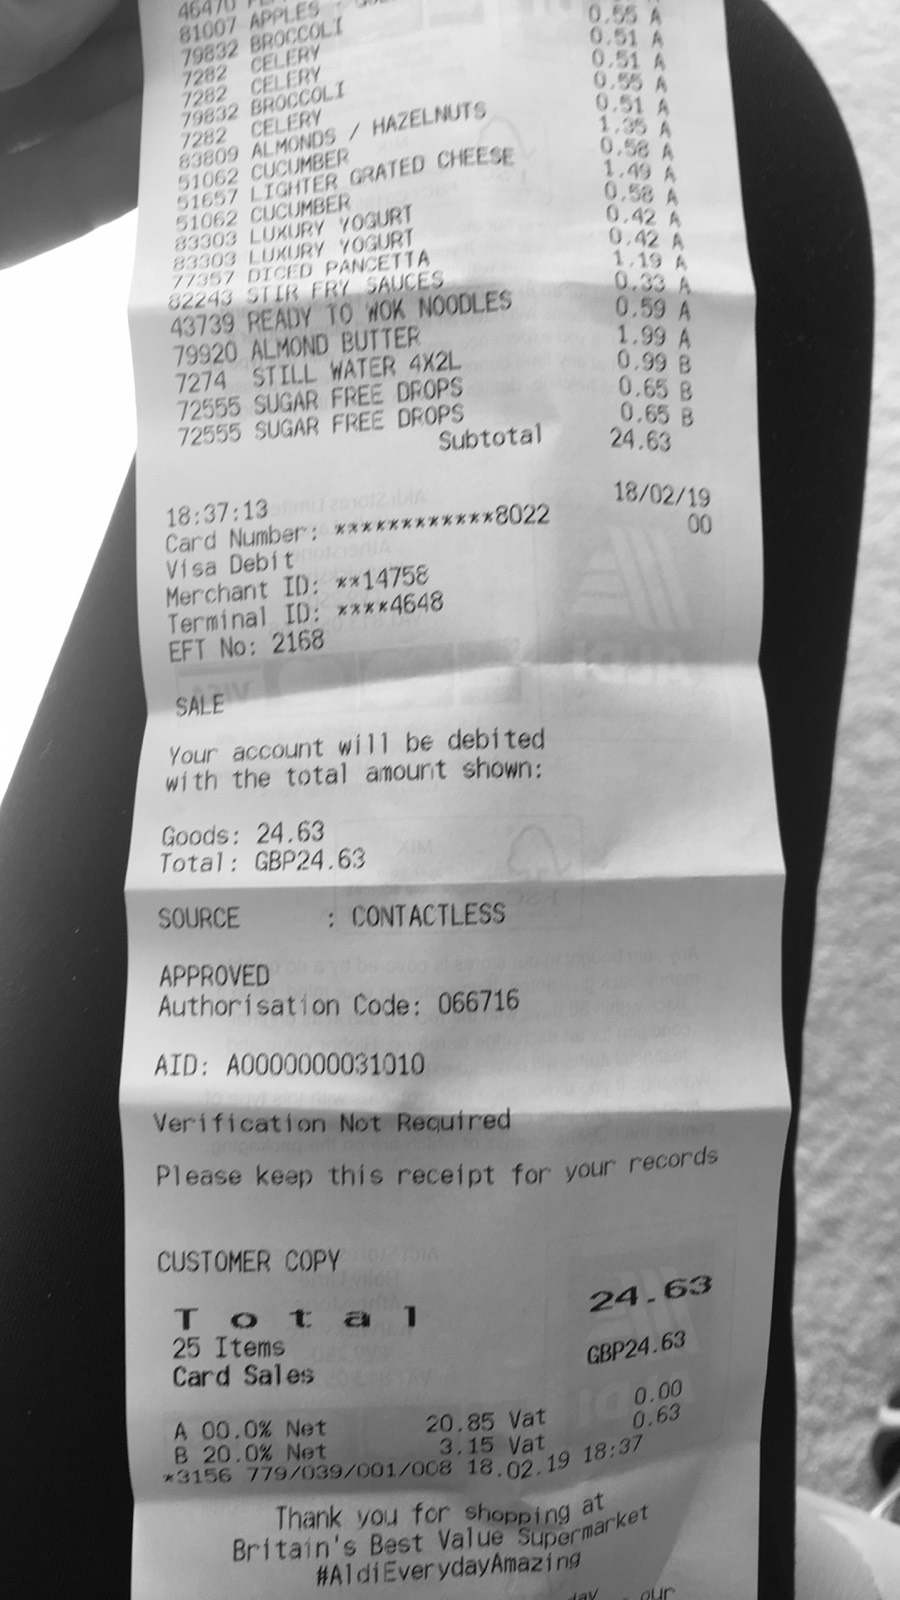 46470
81007 APPLES :
79832 BROCCOLI 0.55 A
7282 CELERY 0.51 A
7282 CELERY 0.51 A
79832 BROCCOLI 0.55 A
7282 CELERY 0.51 A
83809 ALMONDS / HAZELNUTS 1.35 A
51062 CUCUMBER 0.58 A
51657 LIGHTER GRATED CHEESE 1.49 A
51062 CUCUMBER 0.58 A
83303 LUXURY YOGURT 0.42 A
83303 LUXURY YOGURT 0.42 A
77357 DICED PANCETTA 1.19 A
82243 STIR FRY SAUCES 0.33 A
43739 READY TO WOK NOODLES 0.59 A
79920 ALMOND BUTTER 1.99 A
7274 STILL WATER 4X2L 0.99 B
72555 SUGAR FREE DROPS 0.65 B
72555 SUGAR FREE DROPS 0.65 B
Subtotal 24.63
18:37:13 18/02/19
Card Number: ************8022 00
Visa Debit
Merchant ID: **14758
Terminal ID: ****4648
EFT No: 2168
SALE
Your account will be debited
with the total amount shown:
Goods: 24.63
Total: GBP24.63
SOURCE : CONTACTLESS
APPROVED
Authorisation Code: 066716
AID: A0000000031010
Verification Not Required
Please keep this receipt for your records
CUSTOMER COPY
Total 24.63
25 Items
Card Sales GBP24.63
A 00.0% Net 20.85 Vat 0.00
B 20.0% Net 3.15 Vat 0.63
*3156 779/039/001/008 18.02.19 18:37
Thank you for shopping at
Britain's Best Value Supermarket
#AldiEverydayAmazing
our